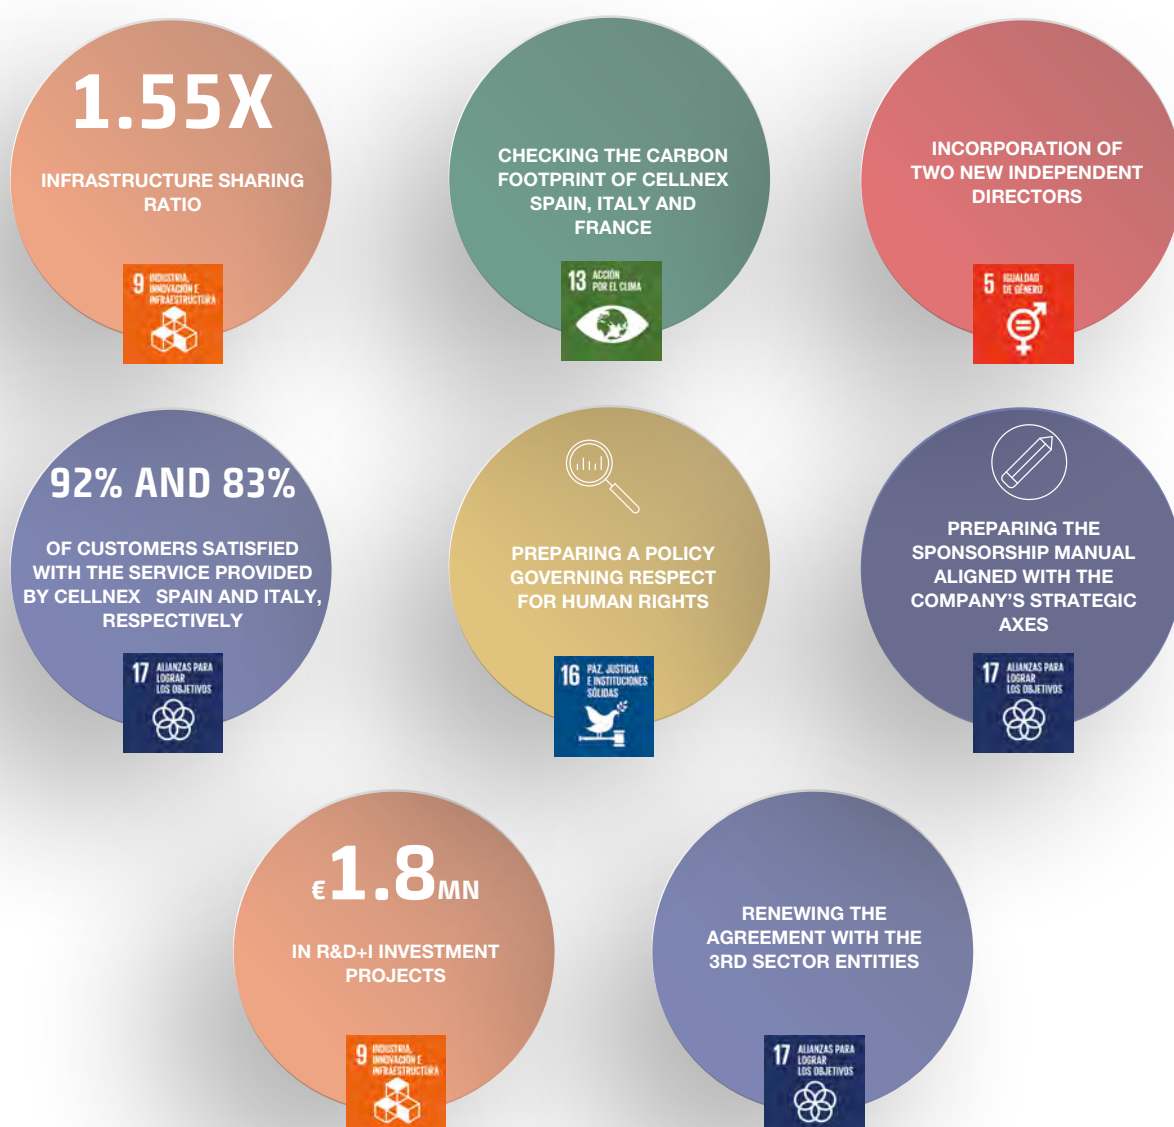 1.55X
INFRASTRUCTURE SHARING
RATIO
9 INDUSTRIA,
INNOVACIÓN E
INFRAESTRUCTURA
CHECKING THE CARBON
FOOTPRINT OF CELLNEX
SPAIN, ITALY AND
FRANCE
13 ACCIÓN
POR EL CLIMA
INCORPORATION OF
TWO NEW INDEPENDENT
DIRECTORS
5 IGUALDAD
DE GÉNERO
92% AND 83%
OF CUSTOMERS SATISFIED
WITH THE SERVICE PROVIDED
BY CELLNEX SPAIN AND ITALY,
RESPECTIVELY
17 ALIANZAS PARA
LOGRAR
LOS OBJETIVOS
PREPARING A POLICY
GOVERNING RESPECT
FOR HUMAN RIGHTS
16 PAZ, JUSTICIA
E INSTITUCIONES
SÓLIDAS
PREPARING THE
SPONSORSHIP MANUAL
ALIGNED WITH THE
COMPANY'S STRATEGIC
AXES
17 ALIANZAS PARA
LOGRAR
LOS OBJETIVOS
€1.8MN
IN R&D+I INVESTMENT
PROJECTS
9 INDUSTRIA,
INNOVACIÓN E
INFRAESTRUCTURA
RENEWING THE
AGREEMENT WITH THE
3RD SECTOR ENTITIES
17 ALIANZAS PARA
LOGRAR
LOS OBJETIVOS